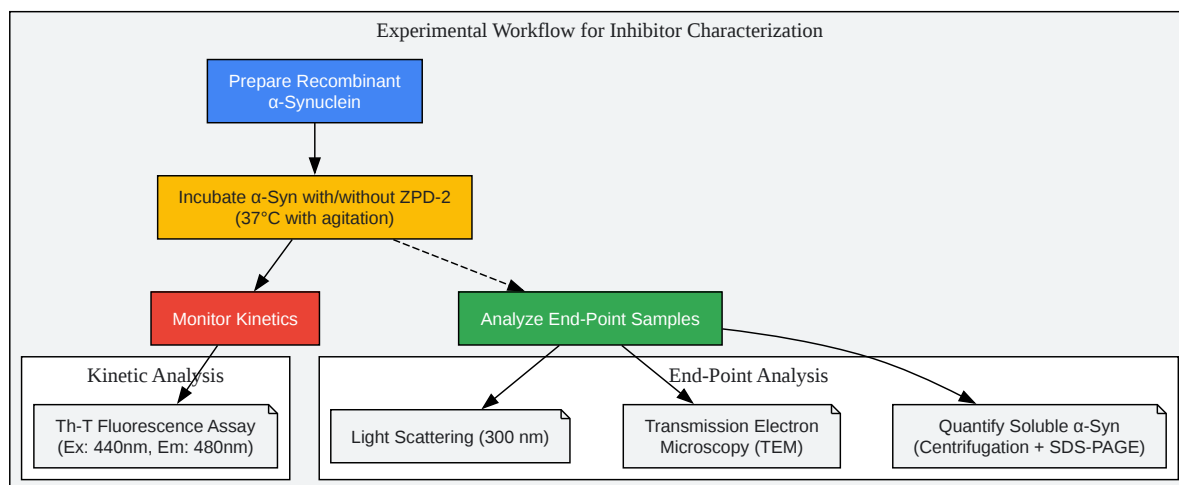 Experimental Workflow for Inhibitor Characterization
Prepare Recombinant
α-Synuclein
Incubate α-Syn with/without ZPD-2
(37°C with agitation)
Monitor Kinetics
Analyze End-Point Samples
Kinetic Analysis
End-Point Analysis
Th-T Fluorescence Assay
(Ex: 440nm, Em: 480nm)
Light Scattering (300 nm)
Transmission Electron
Microscopy (TEM)
Quantify Soluble α-Syn
(Centrifugation + SDS-PAGE)